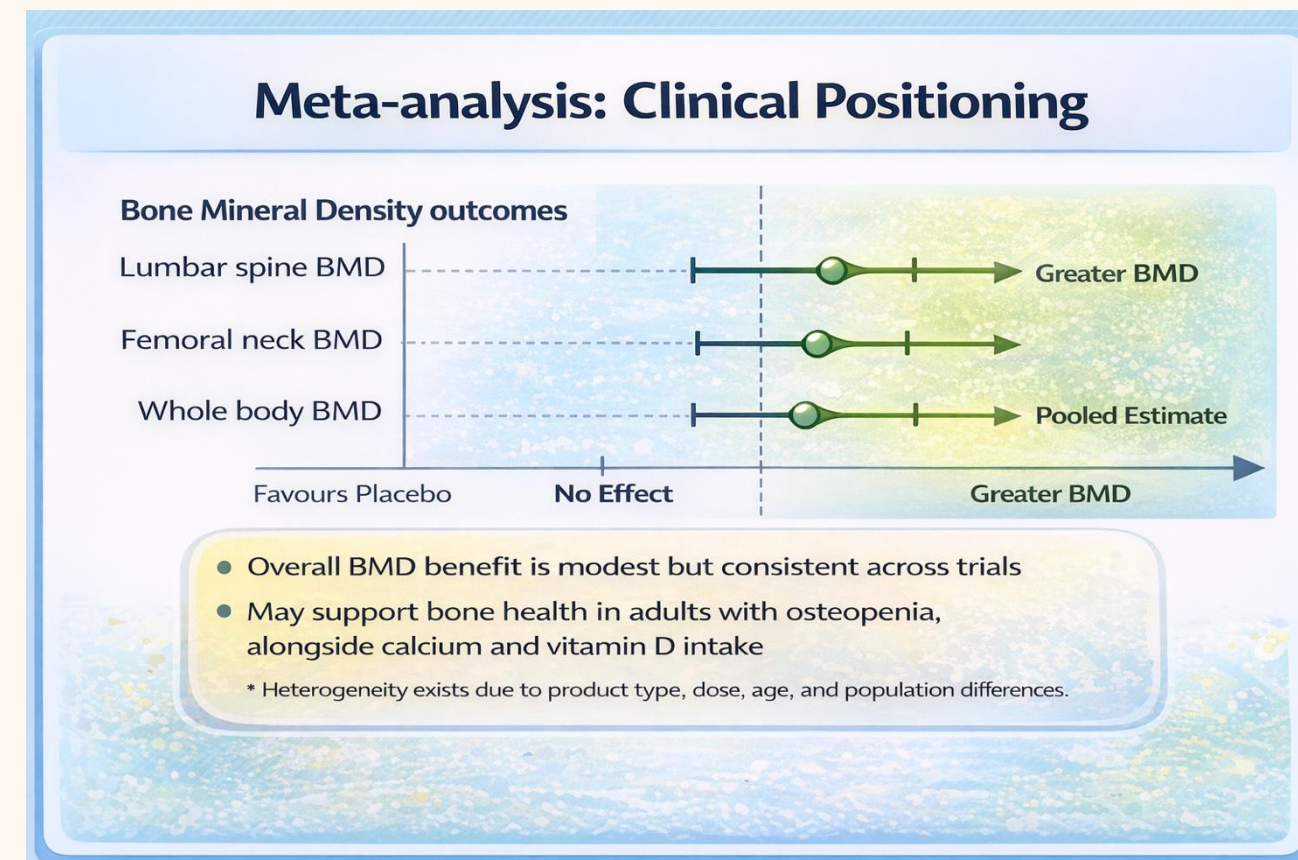 Meta-analysis: Clinical Positioning
Bone Mineral Density outcomes
Lumbar spine BMD
Greater BMD
Femoral neck BMD
Whole body BMD
Pooled Estimate
Favours Placebo
No Effect
Greater BMD
• Overall BMD benefit is modest but consistent across trials
• May support bone health in adults with osteopenia,
alongside calcium and vitamin D intake
* Heterogeneity exists due to product type, dose, age, and population differences.